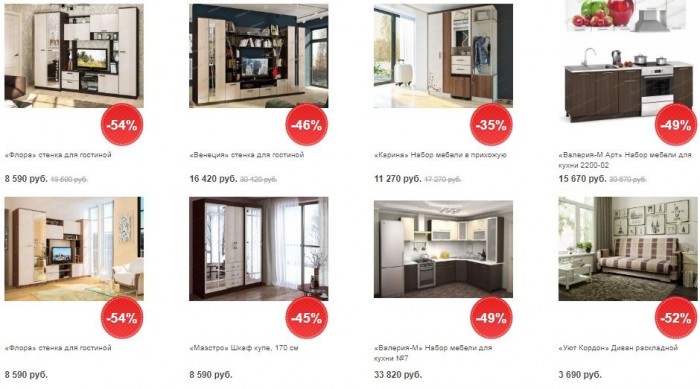 -54%
-46%
-35%
-49%
«Флора» стенка для гостиной
«Венеция» стенка для гостиной
«Карина» Набор мебели в прихожую
«Валерия-М Арт» Набор мебели для
кухни 2200-02
8 590 руб. 18 600 руб.
16 420 руб. 30 420 руб.
11 270 руб. 17 270 руб.
15 670 руб. 30 670 руб.
-54%
-45%
-49%
-52%
«Флора» стенка для гостиной
«Маэстро» Шкаф купе, 170 см
«Валерия-М» Набор мебели для
кухни №7
«Уют Кордон» Диван раскладной
8 590 руб.
8 590 руб.
33 820 руб.
3 690 руб.